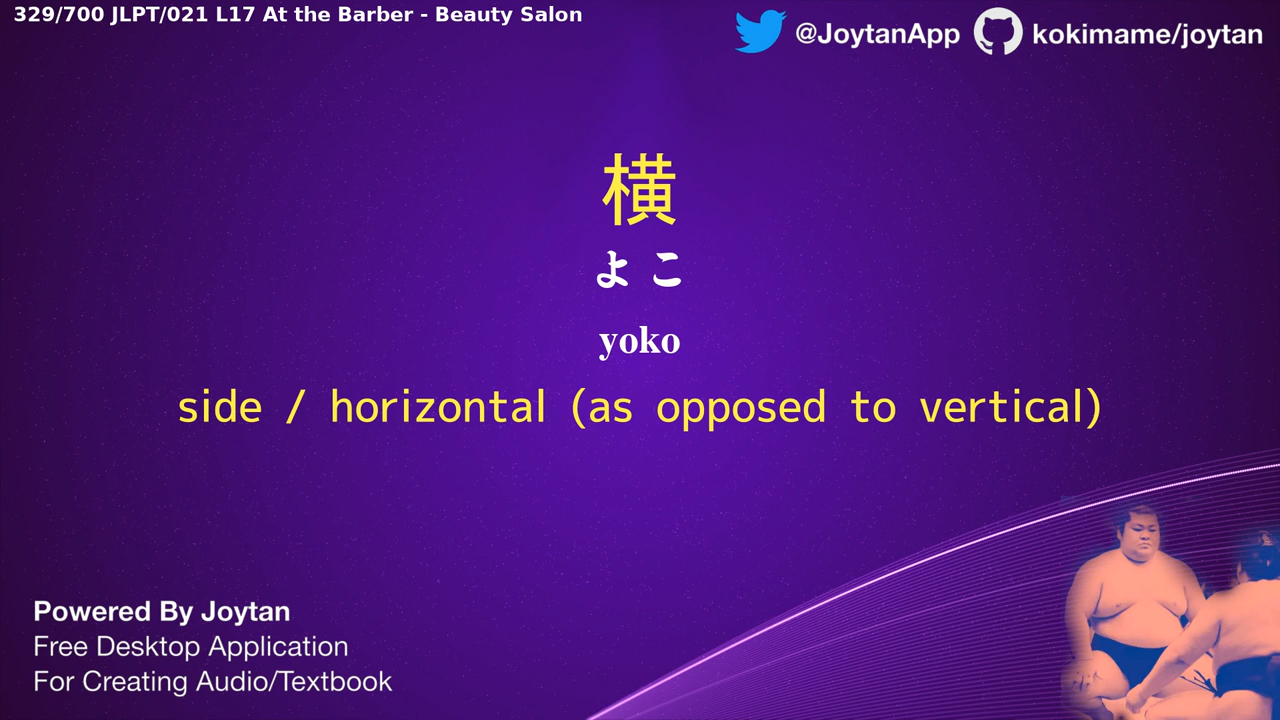 329/700 JLPT/021 L17 At the Barber - Beauty Salon
@JoytanApp kokimame/joytan
横
よこ
yoko
side / horizontal (as opposed to vertical)
Powered By Joytan
Free Desktop Application
For Creating Audio/Textbook